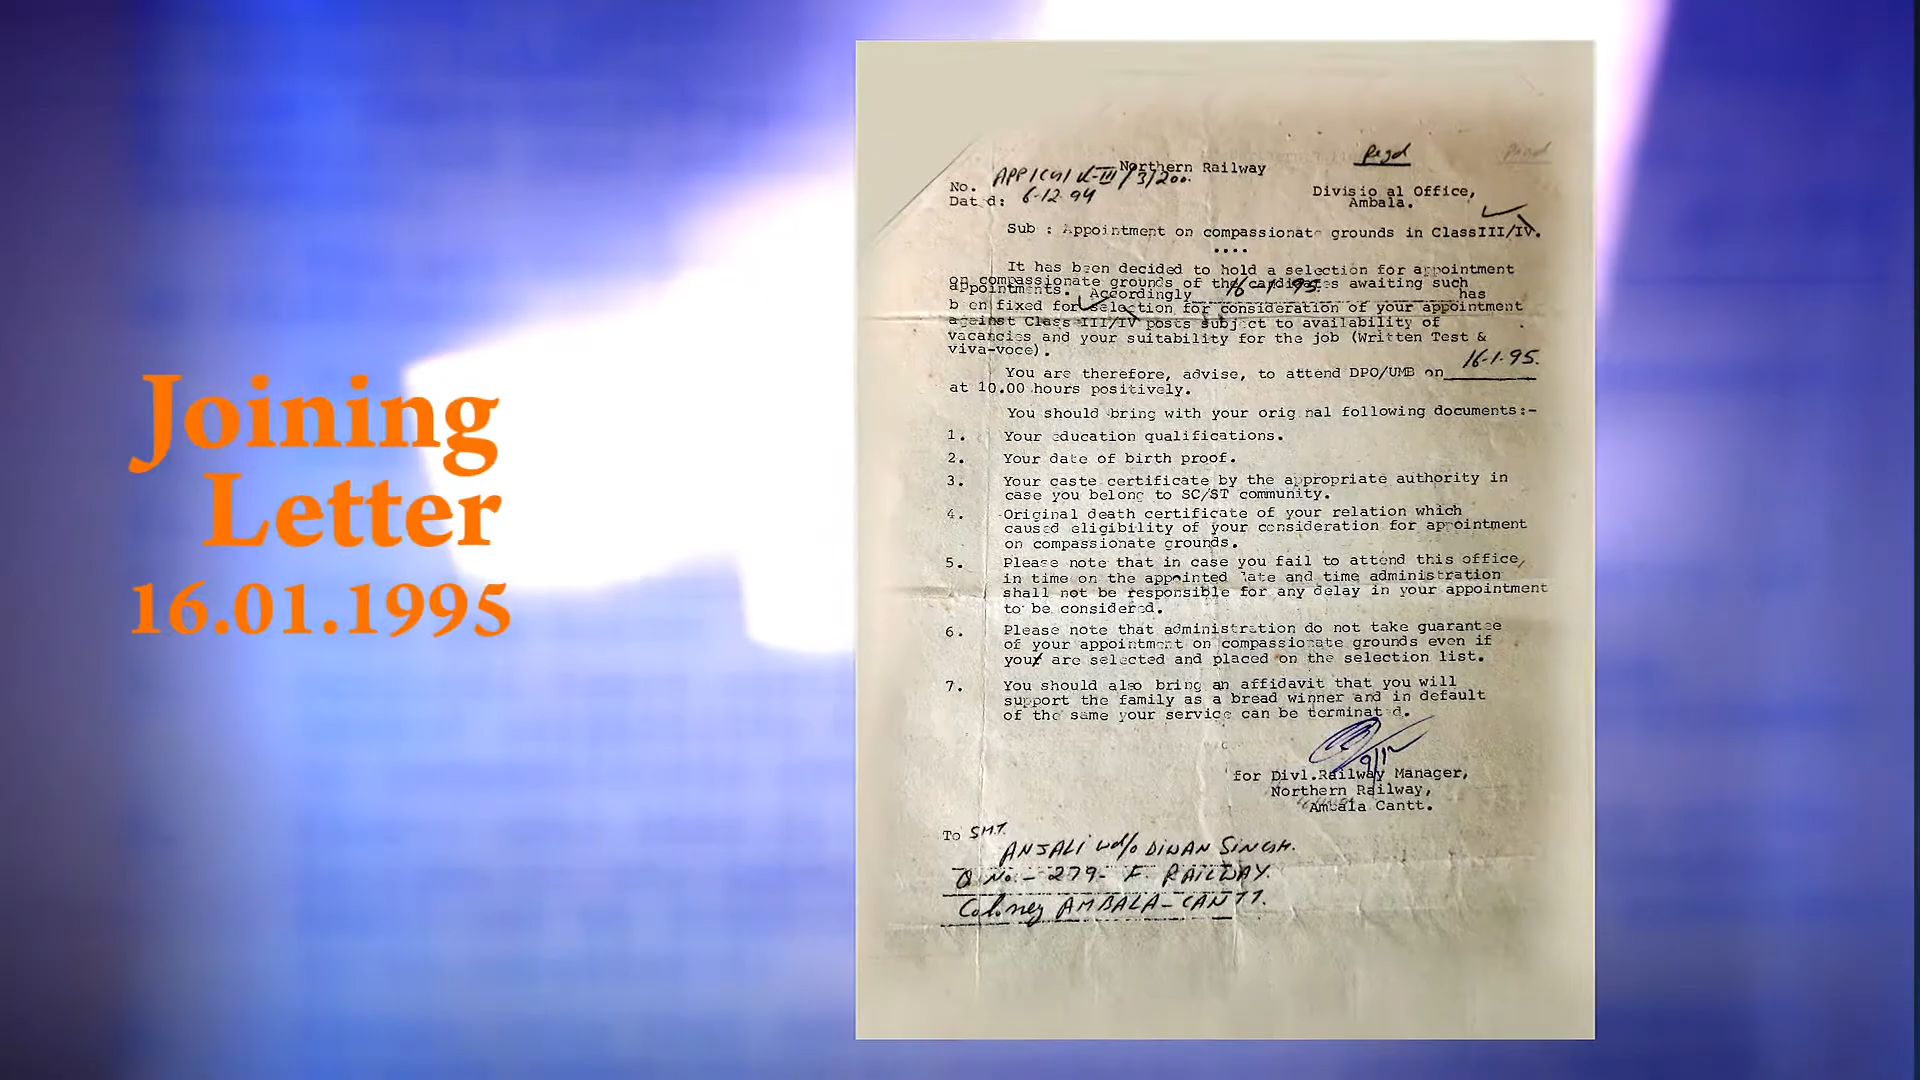 Joining
Letter
16.01.1995
Regd
Northern Railway
No.
Dat d: 6-12-94
Divisio al Office,
Ambala.
Sub : Appointment on compassionate grounds in ClassIII/IV.
....
It has been decided to hold a selection for appointment
on compassionate grounds of the candidates awaiting such
appointments. Accordingly 16-1-95. has
b en fixed for selection for consideration of your appointment
against Class III/IV posts subject to availability of
vacancies and your suitability for the job (Written Test &
viva-voce).
You are therefore, advise, to attend DPO/UMB on 16-1-95.
at 10.00 hours positively.
You should bring with your orig nal following documents:-
1. Your education qualifications.
2. Your date of birth proof.
3. Your caste certificate by the appropriate authority in
case you belong to SC/ST community.
4. Original death certificate of your relation which
caused eligibility of your consideration for appointment
on compassionate grounds.
5. Please note that in case you fail to attend this office,
in time on the appointed date and time administration
shall not be responsible for any delay in your appointment
to be considered.
6. Please note that administration do not take guarantee
of your appointment on compassionate grounds even if
you are selected and placed on the selection list.
7. You should also bring an affidavit that you will
support the family as a bread winner and in default
of the same your service can be terminat d.
9/12
for Divl.Railway Manager,
Northern Railway,
Ambala Cantt.
To SMT.
ANJALI wd/o DIWAN SINGH.
Q No.- 279- F. RAILWAY.
Coloney AMBALA-CANTT.